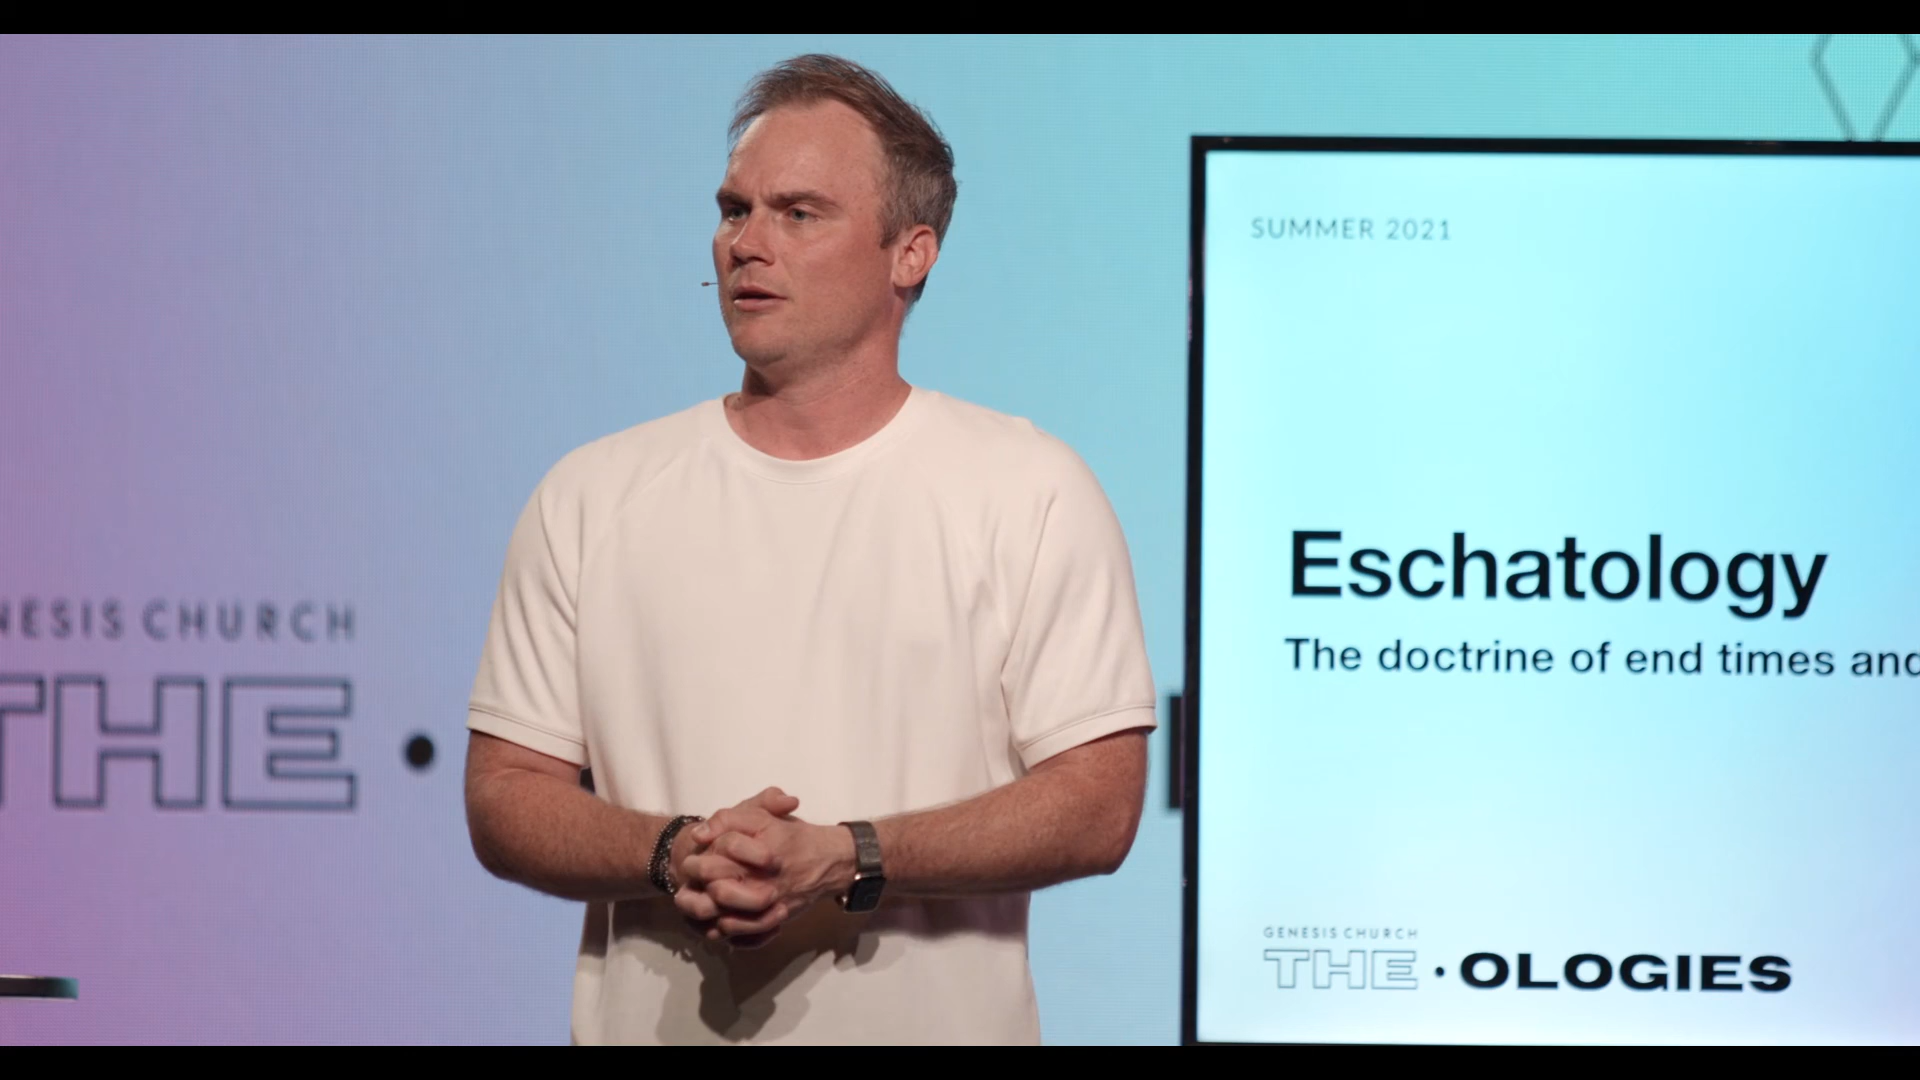 SUMMER 2021
Eschatology
The doctrine of end times and
GENESIS CHURCH
THE • OLOGIES
NESIS CHURCH
THE •